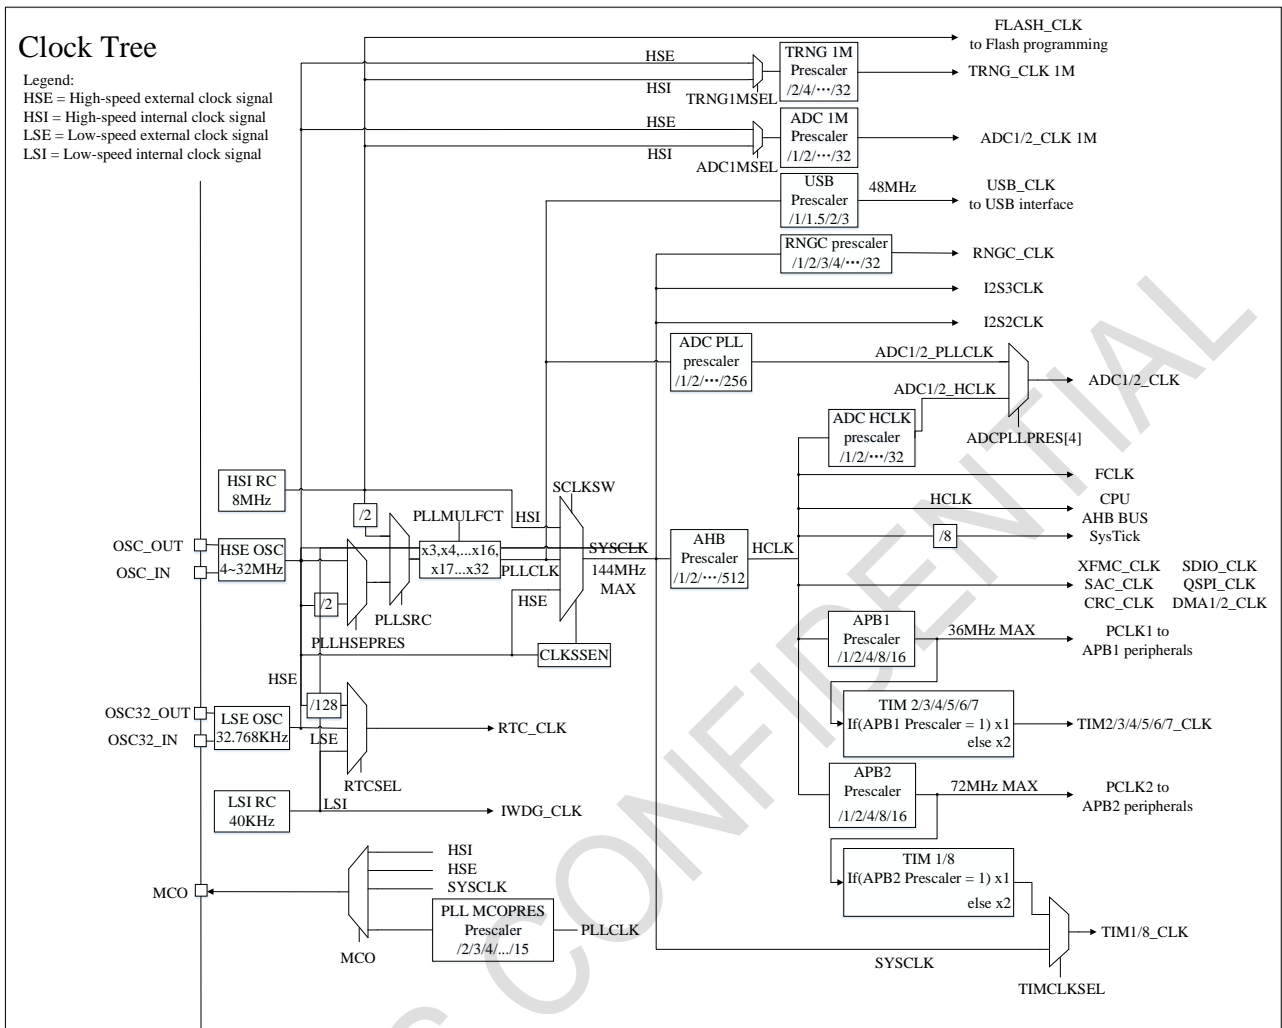 Clock Tree
Legend:
HSE = High-speed external clock signal
HSI = High-speed internal clock signal
LSE = Low-speed external clock signal
LSI = Low-speed internal clock signal
FLASH_CLK
to Flash programming
HSE
HSI
TRNG1MSEL
TRNG 1M
Prescaler
/2/4/···/32
TRNG_CLK 1M
HSE
HSI
ADC1MSEL
ADC 1M
Prescaler
/1/2/···/32
ADC1/2_CLK 1M
USB
Prescaler
/1/1.5/2/3
48MHz
USB_CLK
to USB interface
RNGC prescaler
/1/2/3/4/···/32
RNGC_CLK
I2S3CLK
I2S2CLK
ADC PLL
prescaler
/1/2/···/256
ADC1/2_PLLCLK
ADC1/2_HCLK
ADC1/2_CLK
ADCPLLPRES[4]
ADC HCLK
prescaler
/1/2/···/32
FCLK
HCLK
CPU
AHB BUS
/8
SysTick
XFMC_CLK SDIO_CLK
SAC_CLK QSPI_CLK
CRC_CLK DMA1/2_CLK
HSI RC
8MHz
/2
PLLMULFCT
SCLKSW
HSI
OSC_OUT
OSC_IN
HSE OSC
4~32MHz
x3,x4,...x16,
x17...x32
PLLCLK
SYSCLK
144MHz
MAX
AHB
Prescaler
/1/2/···/512
HCLK
/2
PLLSRC
PLLHSEPRES
HSE
CLKSSEN
APB1
Prescaler
/1/2/4/8/16
36MHz MAX
PCLK1 to
APB1 peripherals
HSE
OSC32_OUT
OSC32_IN
LSE OSC
32.768KHz
/128
LSE
RTC_CLK
RTCSEL
TIM 2/3/4/5/6/7
If(APB1 Prescaler = 1) x1
else x2
TIM2/3/4/5/6/7_CLK
LSI RC
40KHz
LSI
IWDG_CLK
APB2
Prescaler
/1/2/4/8/16
72MHz MAX
PCLK2 to
APB2 peripherals
MCO
HSI
HSE
SYSCLK
PLL MCOPRES
Prescaler
/2/3/4/.../15
PLLCLK
MCO
TIM 1/8
If(APB2 Prescaler = 1) x1
else x2
SYSCLK
TIM1/8_CLK
TIMCLKSEL
CONFIDENTIAL